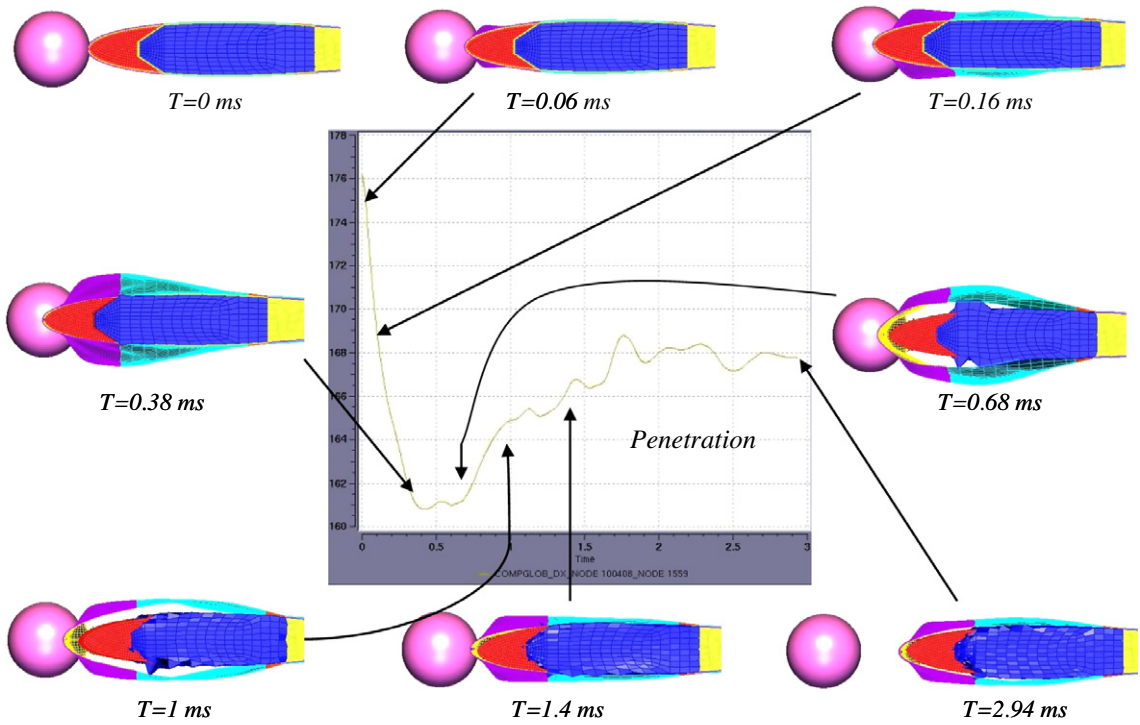 T=0 ms
T=0.06 ms
T=0.16 ms
178
176
174
172
170
168
166
164
162
160
0
0.5
1
1.5
2
2.5
3
Time
COMPGLOB_DX_NODE 100408_NODE 1559
Penetration
T=0.38 ms
T=0.68 ms
T=1 ms
T=1.4 ms
T=2.94 ms